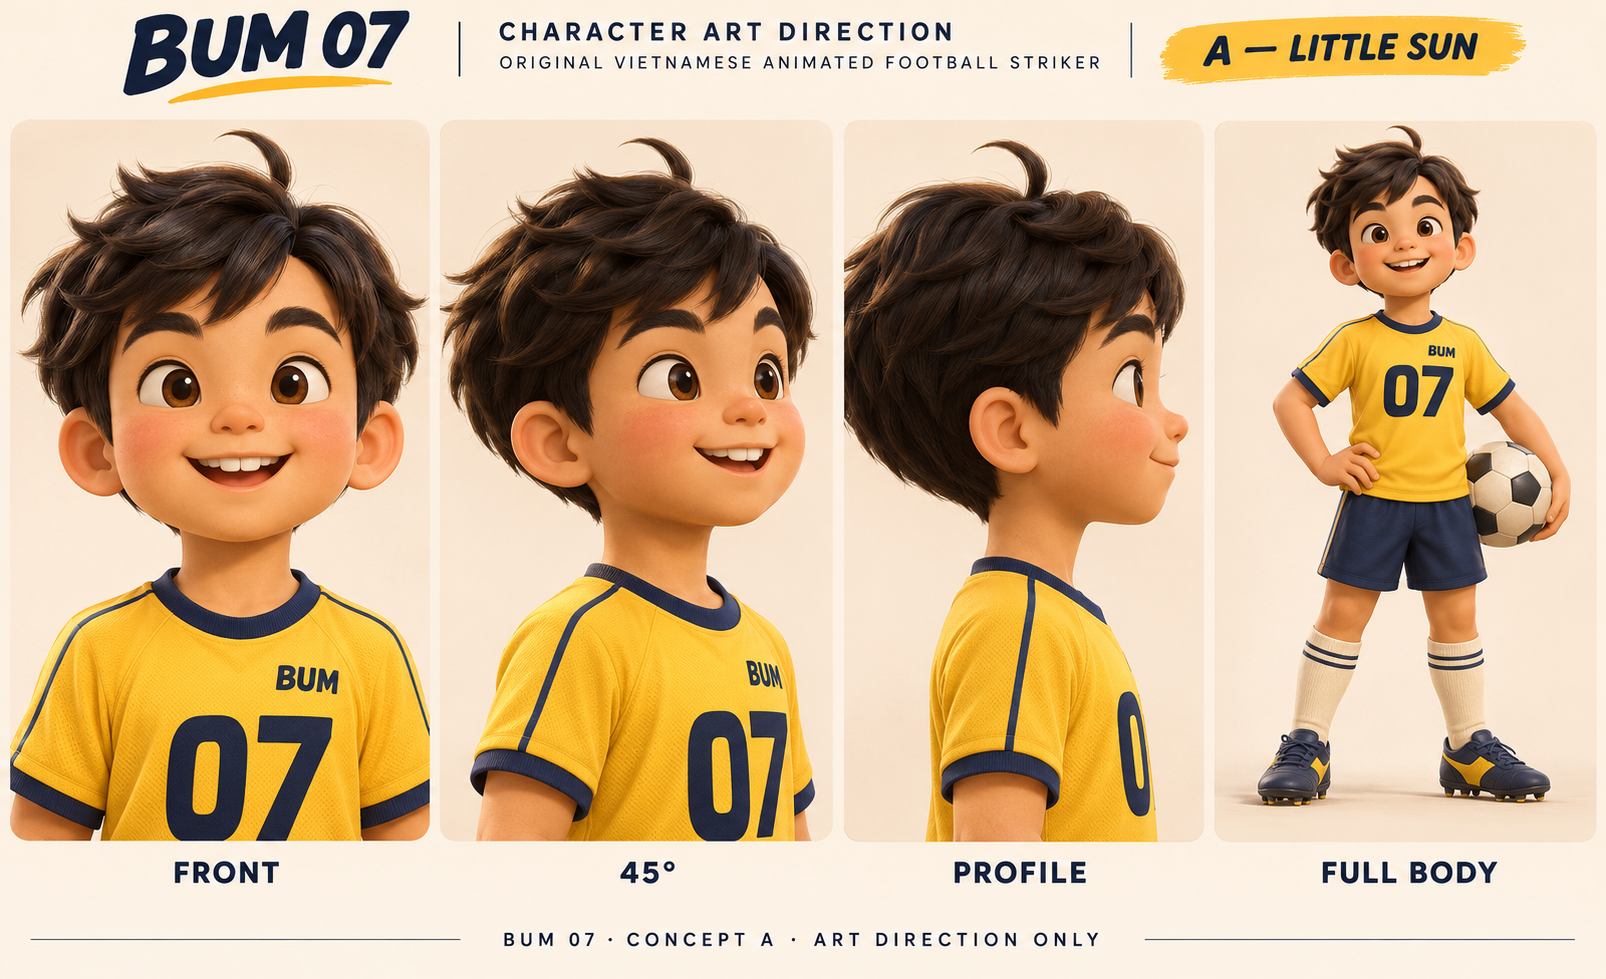 BUM 07
CHARACTER ART DIRECTION
ORIGINAL VIETNAMESE ANIMATED FOOTBALL STRIKER
A — LITTLE SUN
BUM
07
BUM
07
0
BUM
07
FRONT
45°
PROFILE
FULL BODY
BUM 07 · CONCEPT A · ART DIRECTION ONLY